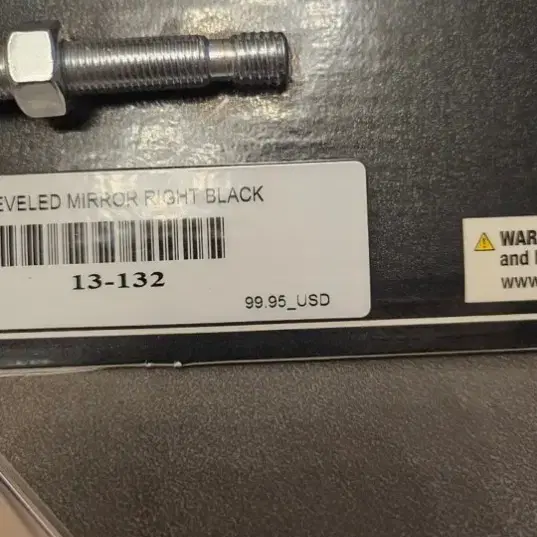 EVELED MIRROR RIGHT BLACK
13-132
99.95_USD
WAR
and
www